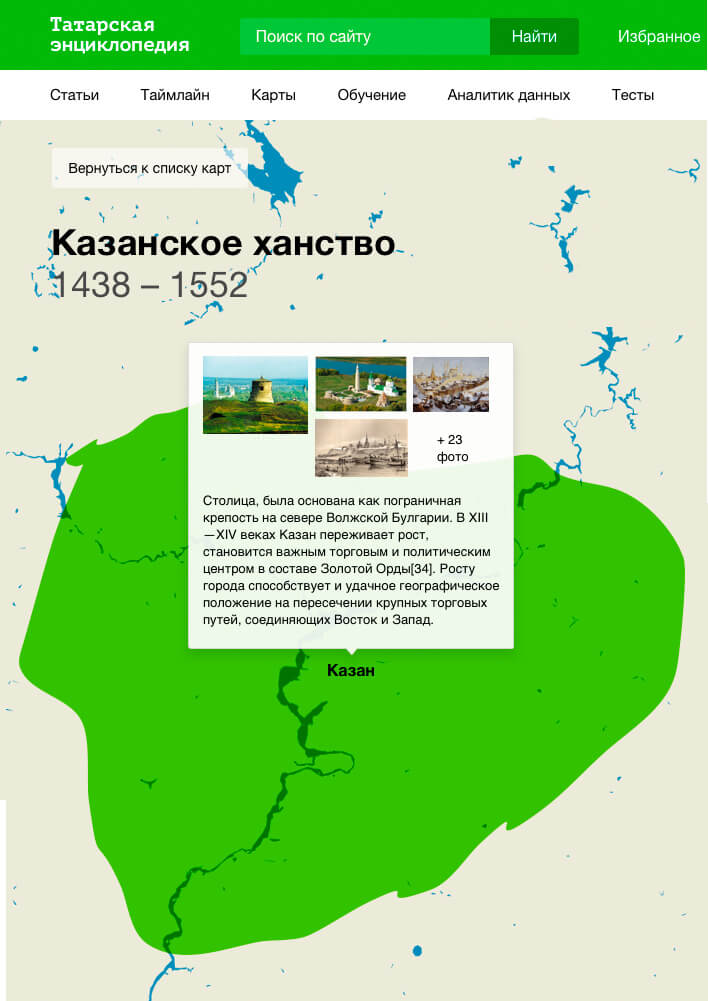 Татарская
энциклопедия
Поиск по сайту
Найти
Избранное
Статьи
Таймлайн
Карты
Обучение
Аналитик данных
Тесты
Вернуться к списку карт
Казанское ханство
1438 – 1552
+ 23
фото
Столица, была основана как пограничная
крепость на севере Волжской Булгарии. В XIII
—XIV веках Казан переживает рост,
становится важным торговым и политическим
центром в составе Золотой Орды[34]. Росту
города способствует и удачное географическое
положение на пересечении крупных торговых
путей, соединяющих Восток и Запад.
Казан